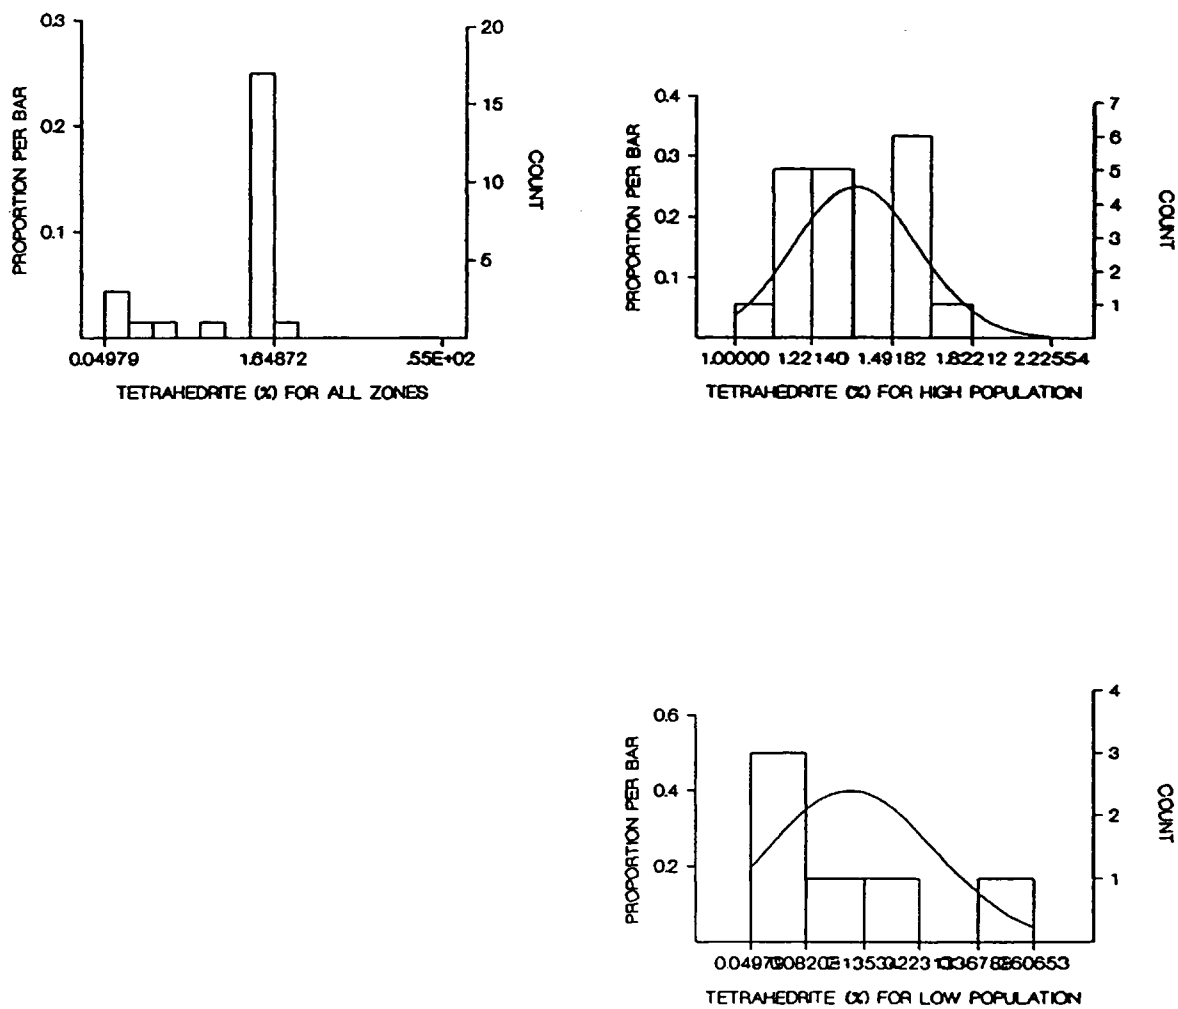 0.3
0.2
0.1
PROPORTION PER BAR
20
15
10
5
COUNT
0.04979 1.64872 .55E+02
TETRAHEDRITE (%) FOR ALL ZONES
0.4
0.3
0.2
0.1
PROPORTION PER BAR
7
6
5
4
3
2
1
COUNT
1.00000 1.22140 1.49182 1.82212 2.22554
TETRAHEDRITE (%) FOR HIGH POPULATION
0.6
0.4
0.2
PROPORTION PER BAR
4
3
2
1
COUNT
TETRAHEDRITE (%) FOR LOW POPULATION